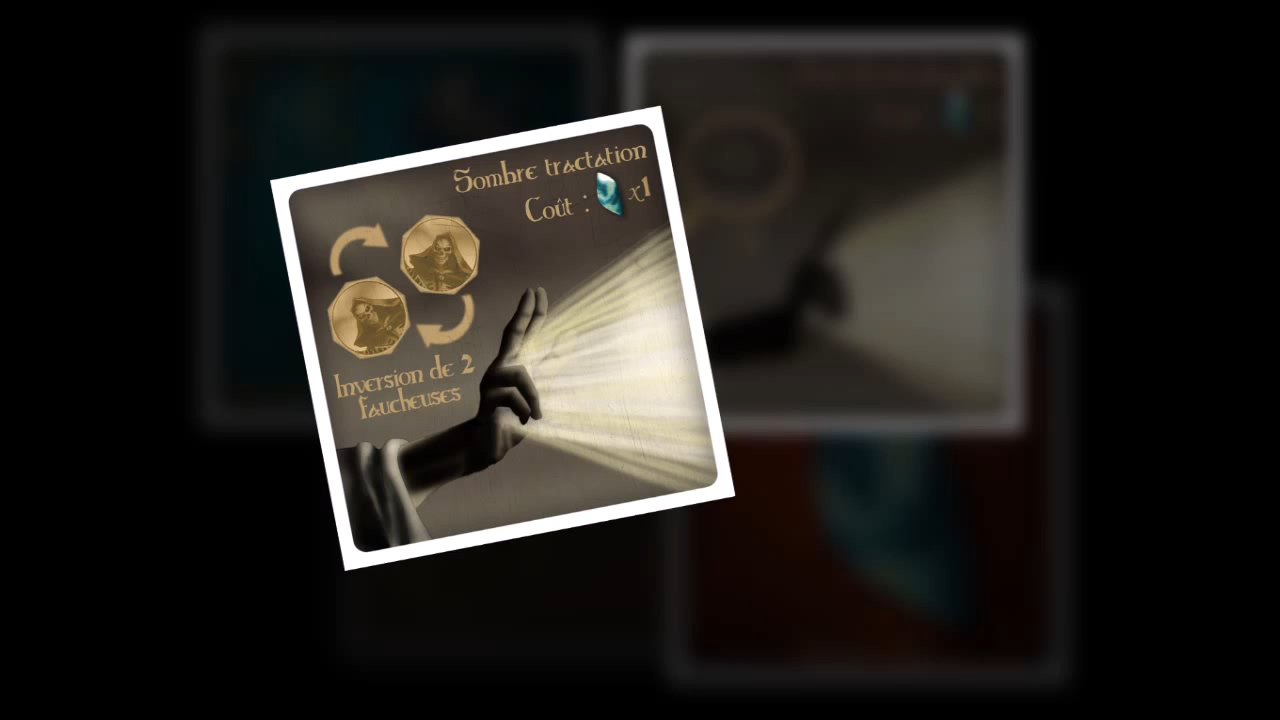 Sombre tractation
Coût : x1
Inversion de 2
Faucheuses